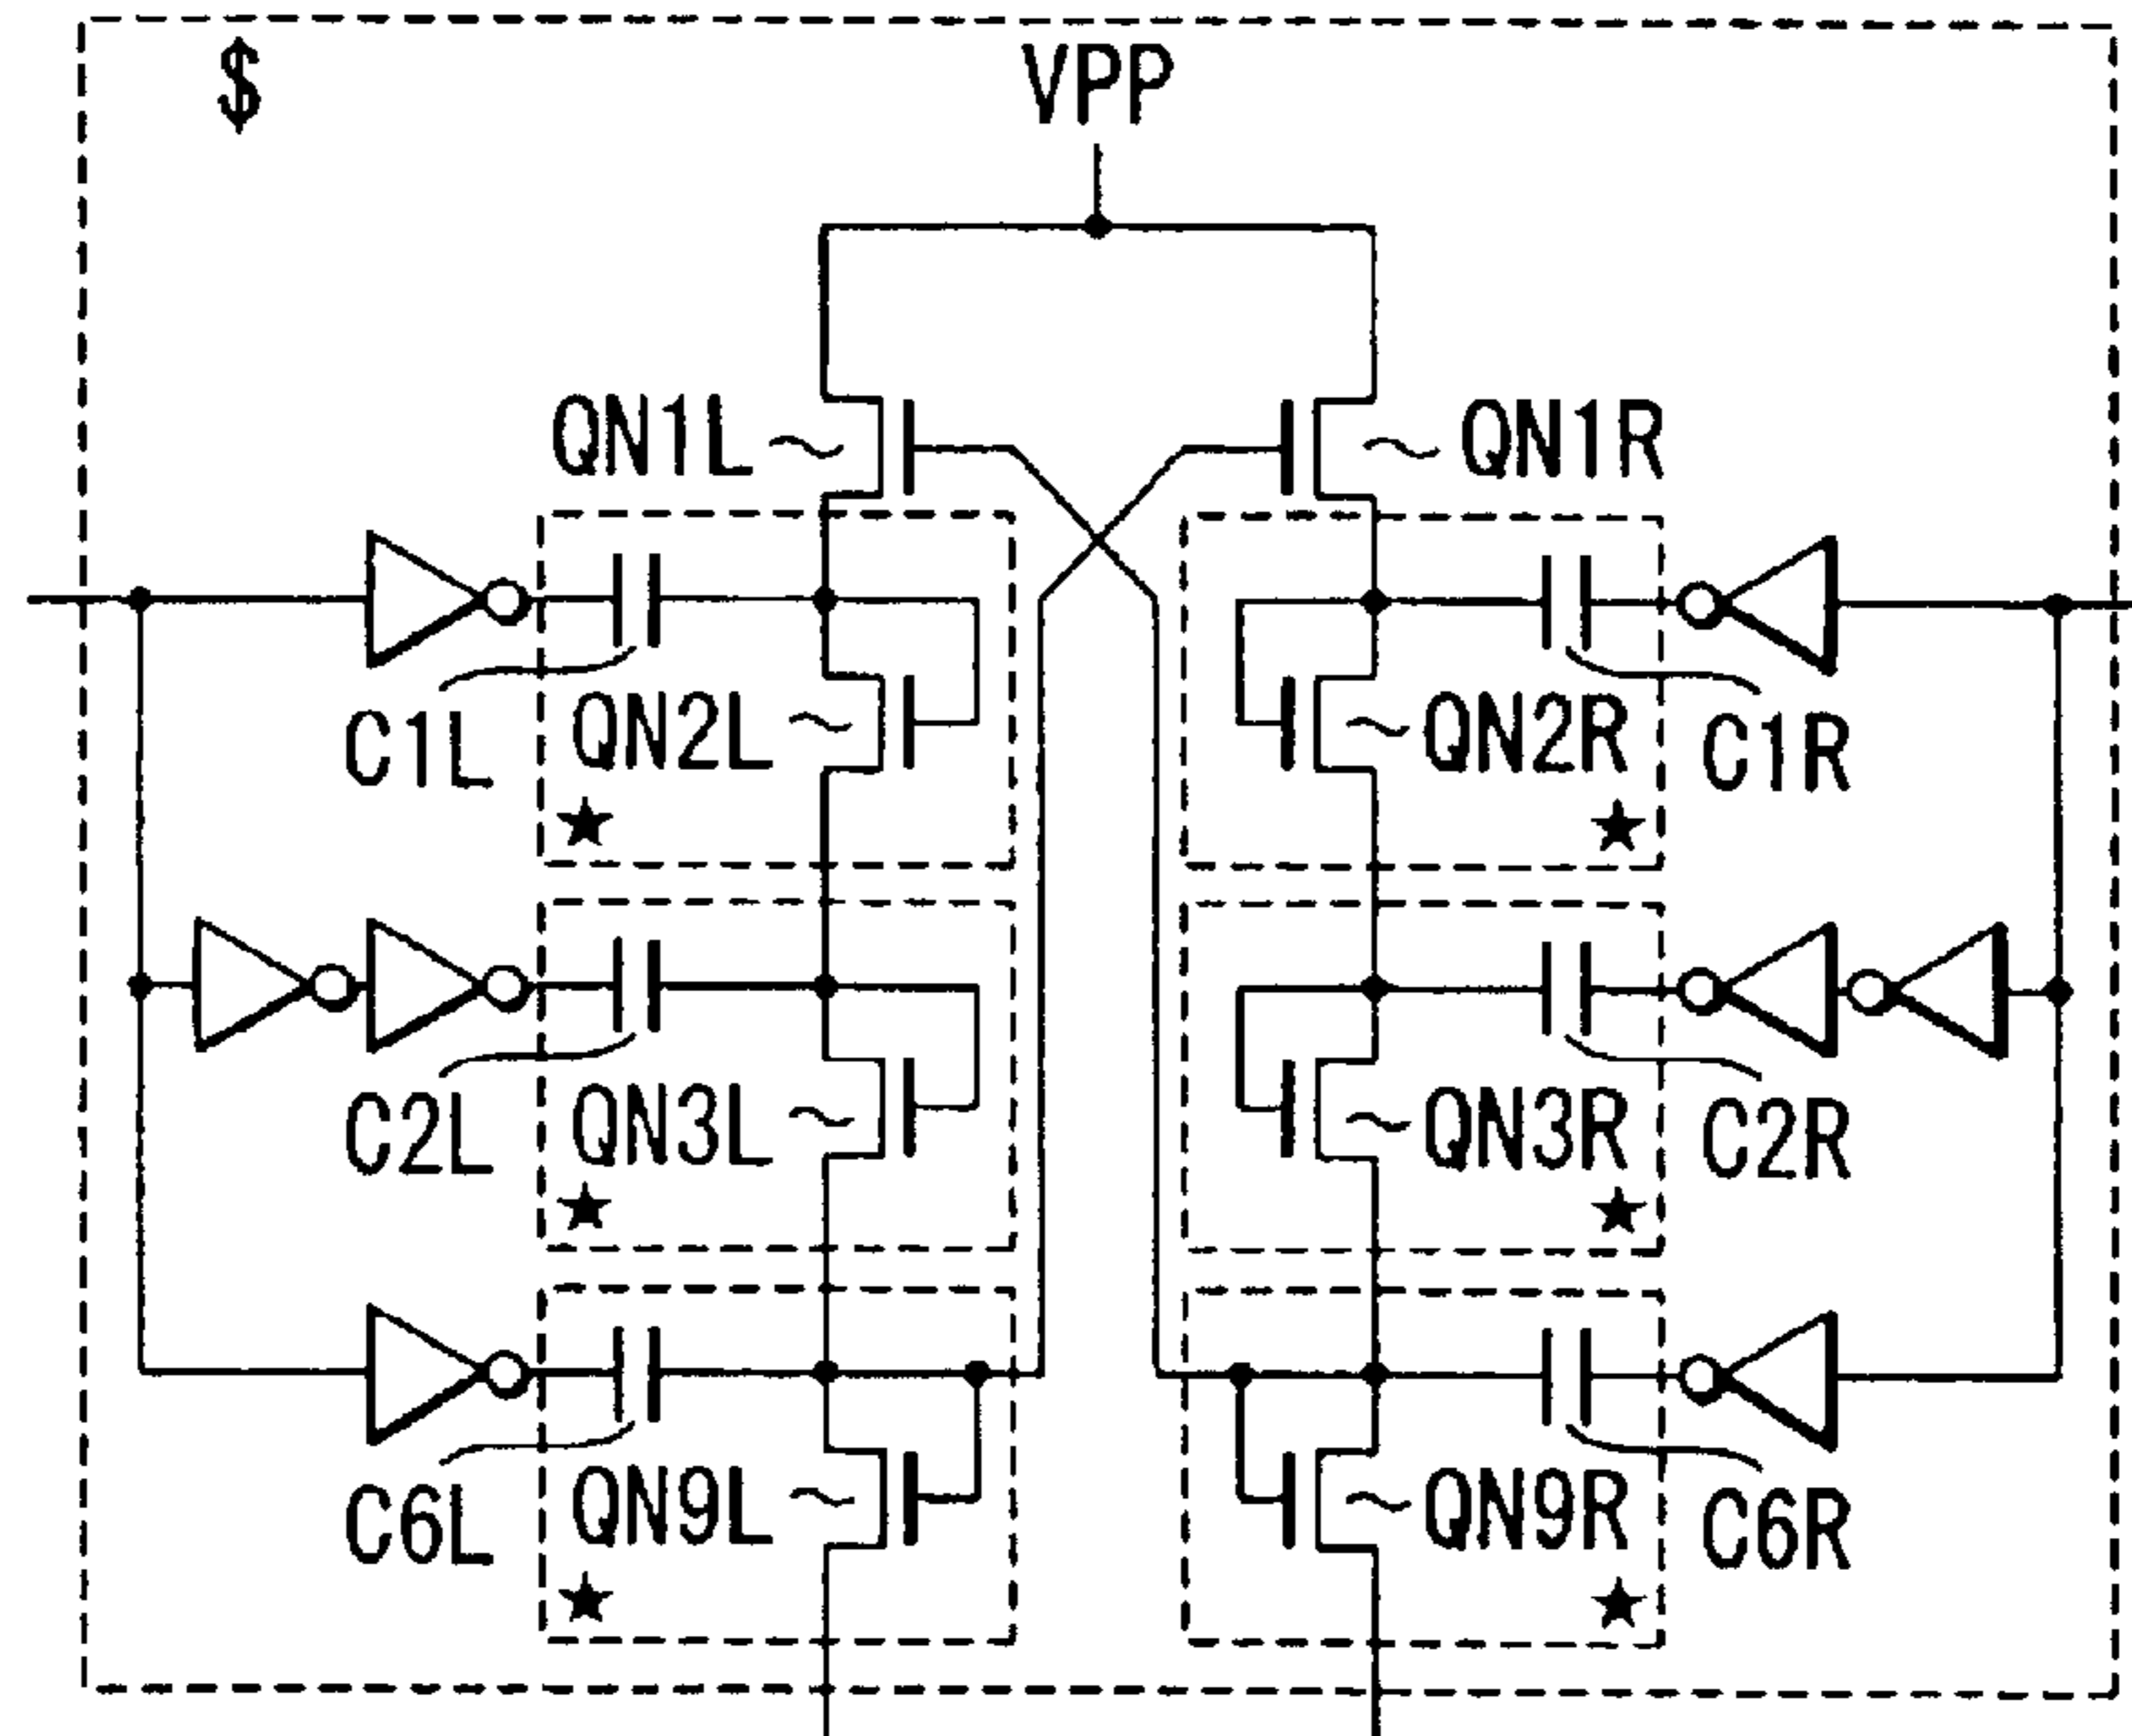 $ VPP
QN1L QN1R
C1L QN2L QN2R C1R
★ ★
C2L QN3L QN3R C2R
★ ★
C6L QN9L QN9R C6R
★ ★